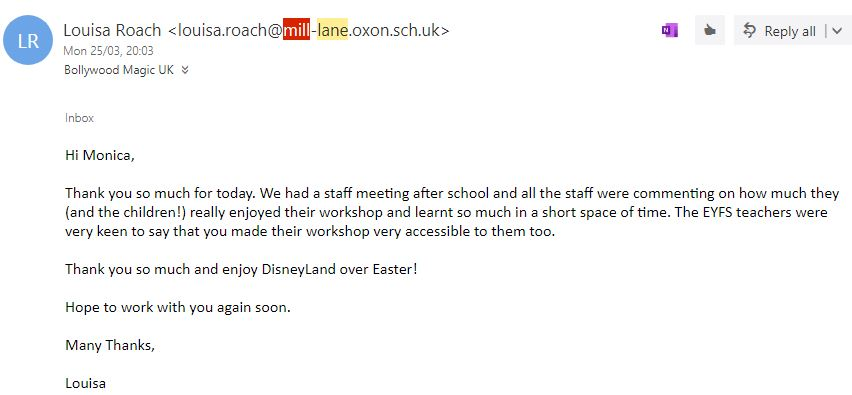 LR
Louisa Roach <louisa.roach@mill-lane.oxon.sch.uk>
Mon 25/03, 20:03
Bollywood Magic UK
Reply all
Inbox
Hi Monica,
Thank you so much for today. We had a staff meeting after school and all the staff were commenting on how much they
(and the children!) really enjoyed their workshop and learnt so much in a short space of time. The EYFS teachers were
very keen to say that you made their workshop very accessible to them too.
Thank you so much and enjoy DisneyLand over Easter!
Hope to work with you again soon.
Many Thanks,
Louisa